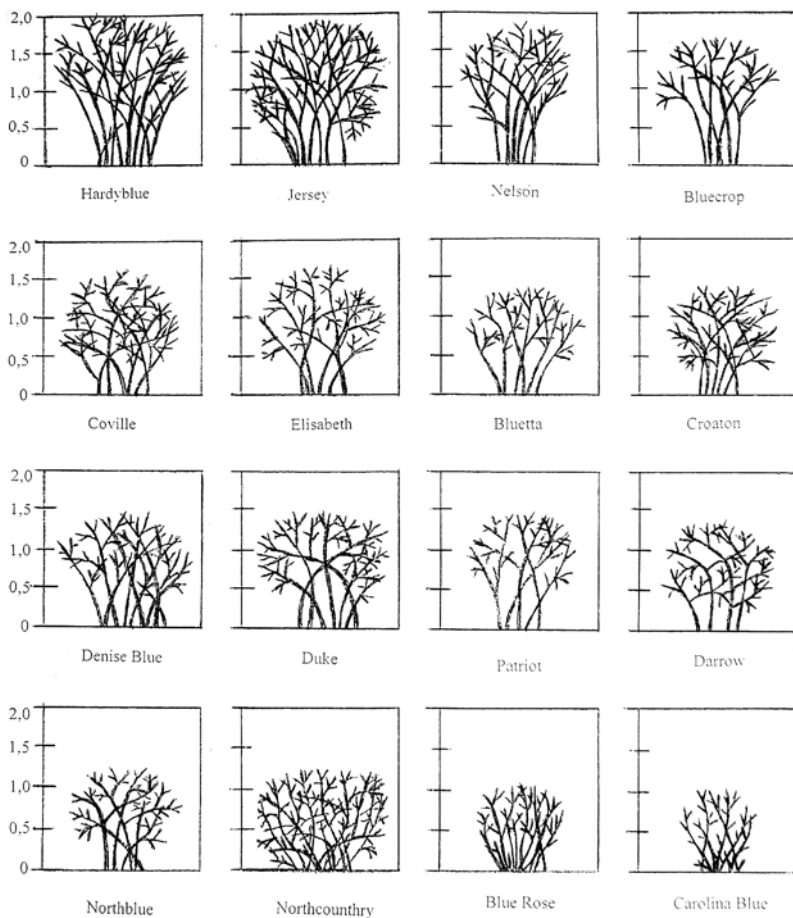 2,0
1,5
1,0
0,5
0
Hardyblue
Jersey
Nelson
Bluecrop
2,0
1,5
1,0
0,5
0
Coville
Elisabeth
Bluetta
Croaton
2,0
1,5
1,0
0,5
0
Denise Blue
Duke
Patriot
Darrow
2,0
1,5
1,0
0,5
0
Northblue
Northcounthry
Blue Rose
Carolina Blue